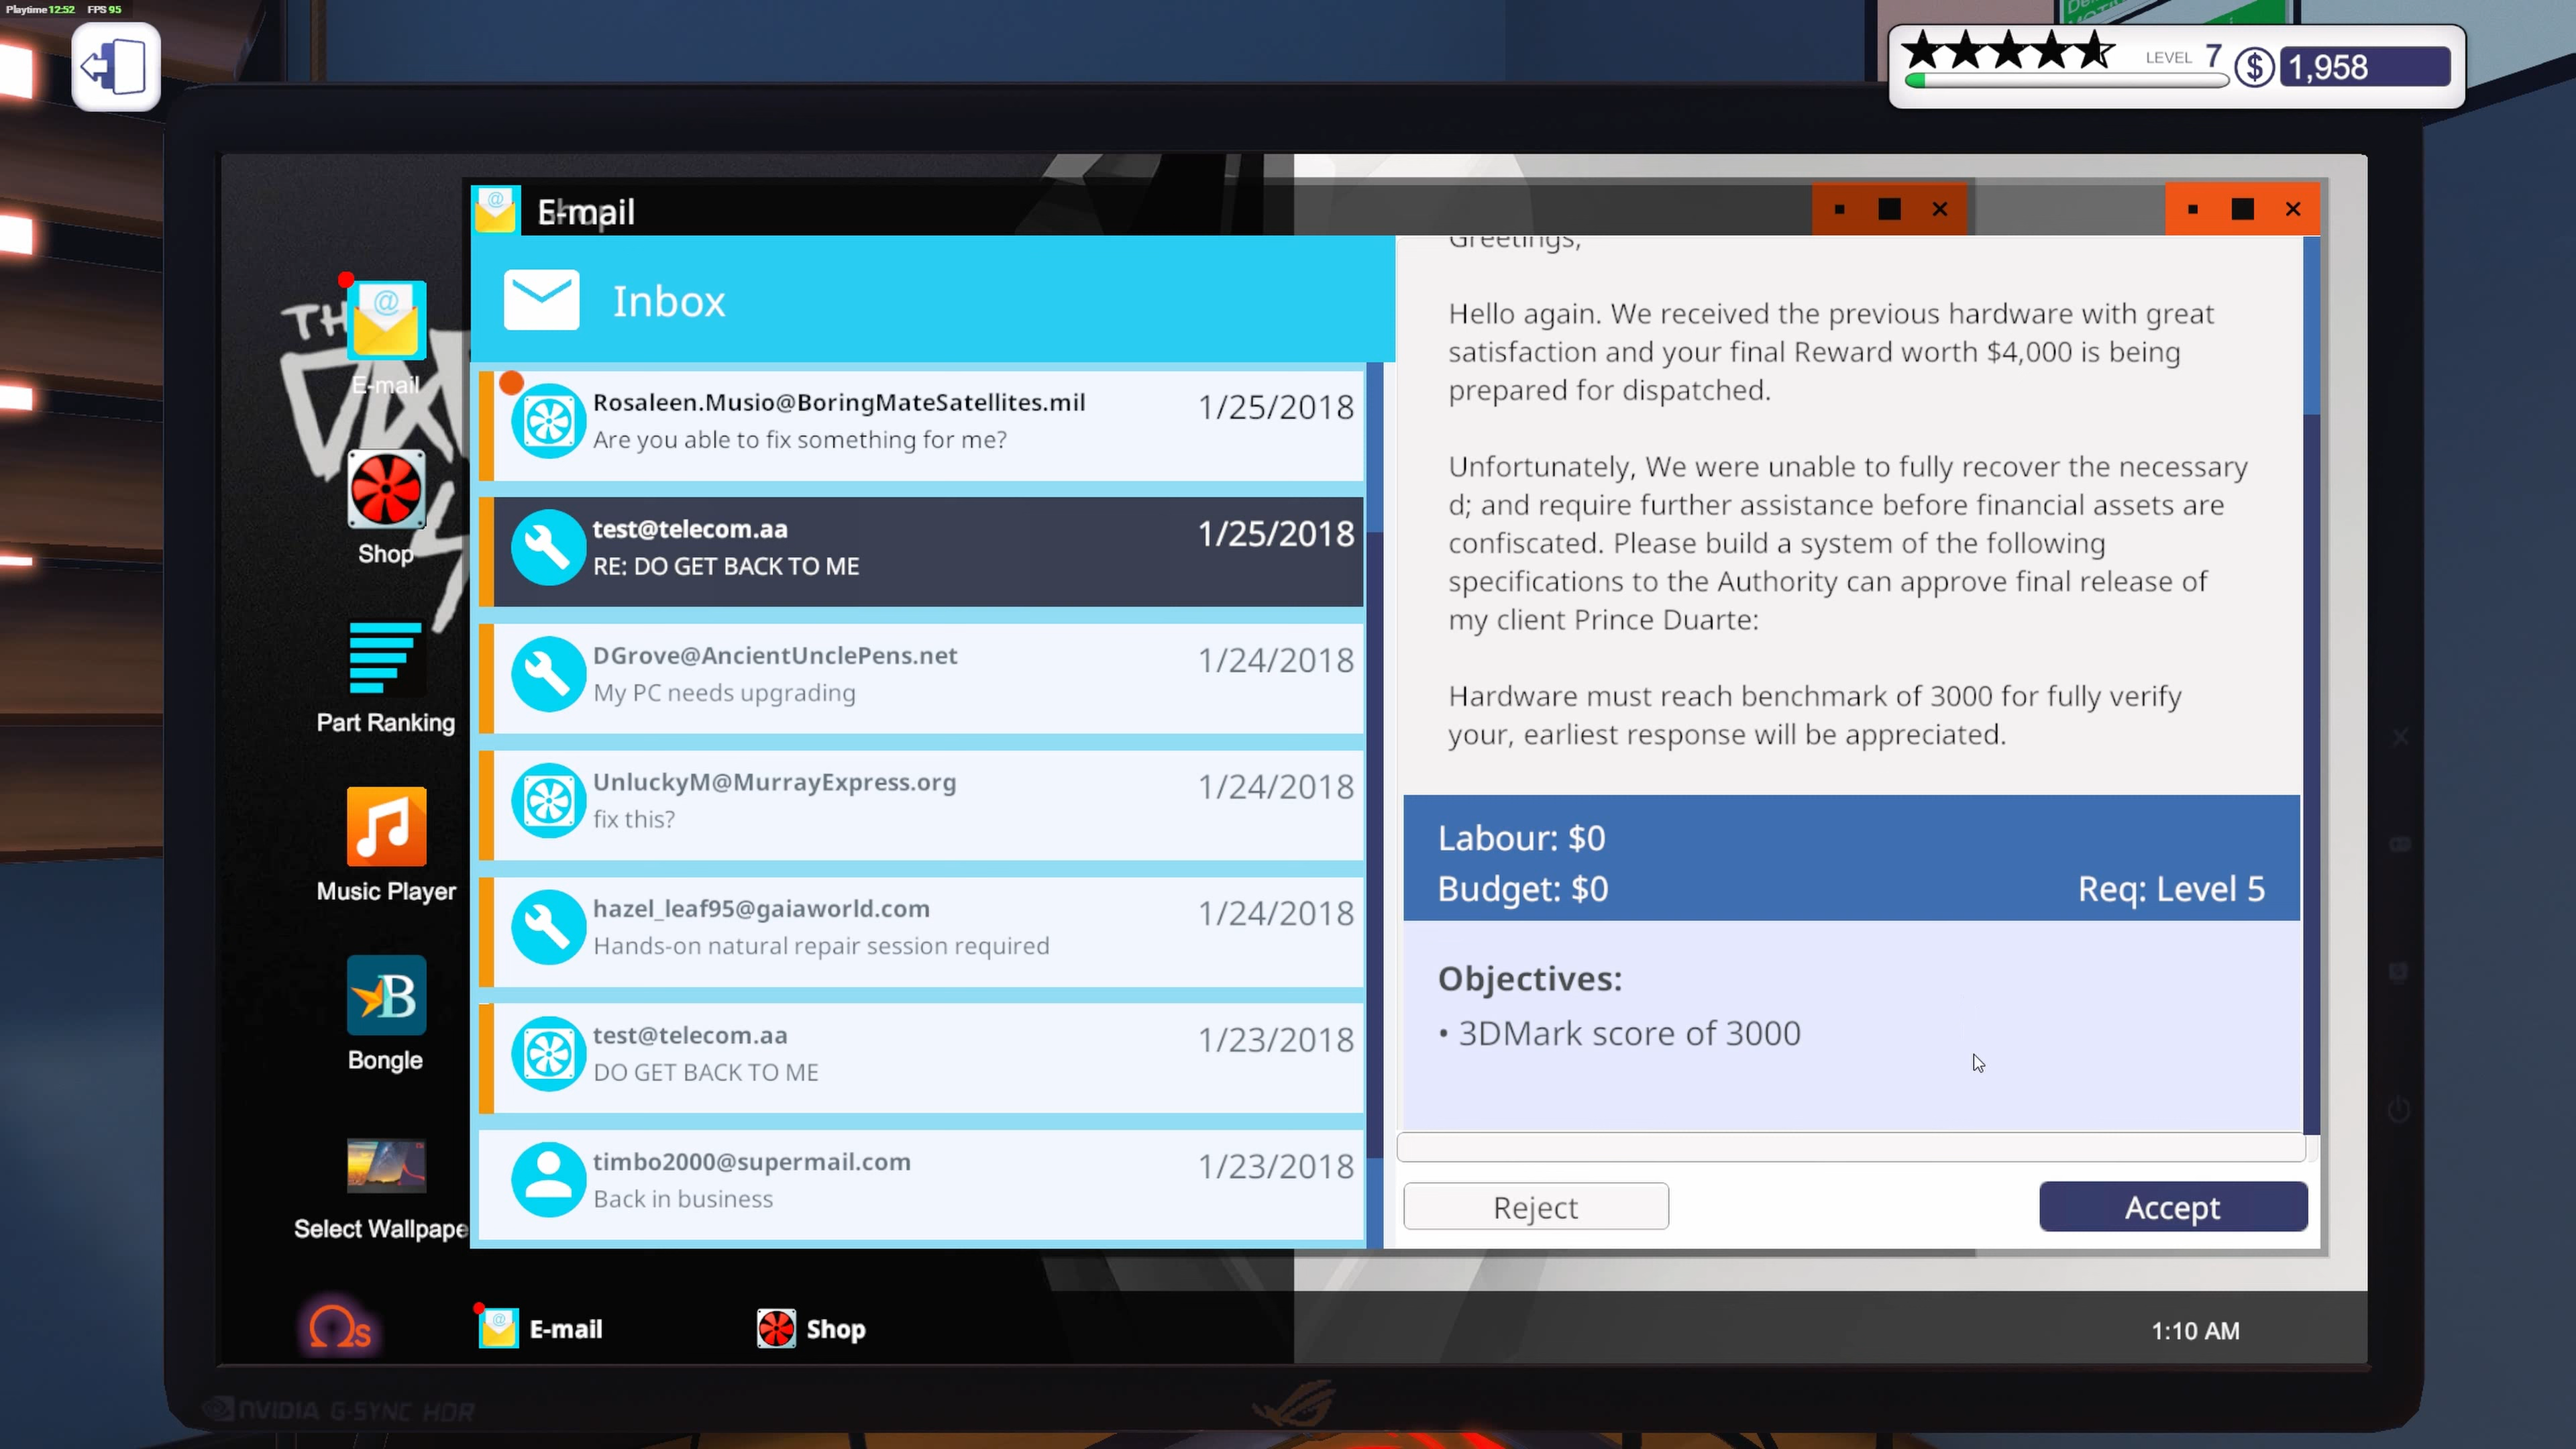 Playtime 12:52 FPS 95
LEVEL 7 $ 1,958
E-mail
Inbox
Rosaleen.Musio@BoringMateSatellites.mil 1/25/2018
Are you able to fix something for me?
test@telecom.aa 1/25/2018
RE: DO GET BACK TO ME
DGrove@AncientUnclePens.net 1/24/2018
My PC needs upgrading
UnluckyM@MurrayExpress.org 1/24/2018
fix this?
hazel_leaf95@gaiaworld.com 1/24/2018
Hands-on natural repair session required
test@telecom.aa 1/23/2018
DO GET BACK TO ME
timbo2000@supermail.com 1/23/2018
Back in business
Greetings,
Hello again. We received the previous hardware with great
satisfaction and your final Reward worth $4,000 is being
prepared for dispatched.
Unfortunately, We were unable to fully recover the necessary
d; and require further assistance before financial assets are
confiscated. Please build a system of the following
specifications to the Authority can approve final release of
my client Prince Duarte:
Hardware must reach benchmark of 3000 for fully verify
your, earliest response will be appreciated.
Labour: $0
Budget: $0 Req: Level 5
Objectives:
• 3DMark score of 3000
Reject Accept
E-mail
Shop
Part Ranking
Music Player
Bongle
Select Wallpape
E-mail Shop 1:10 AM
NVIDIA G-SYNC HDR